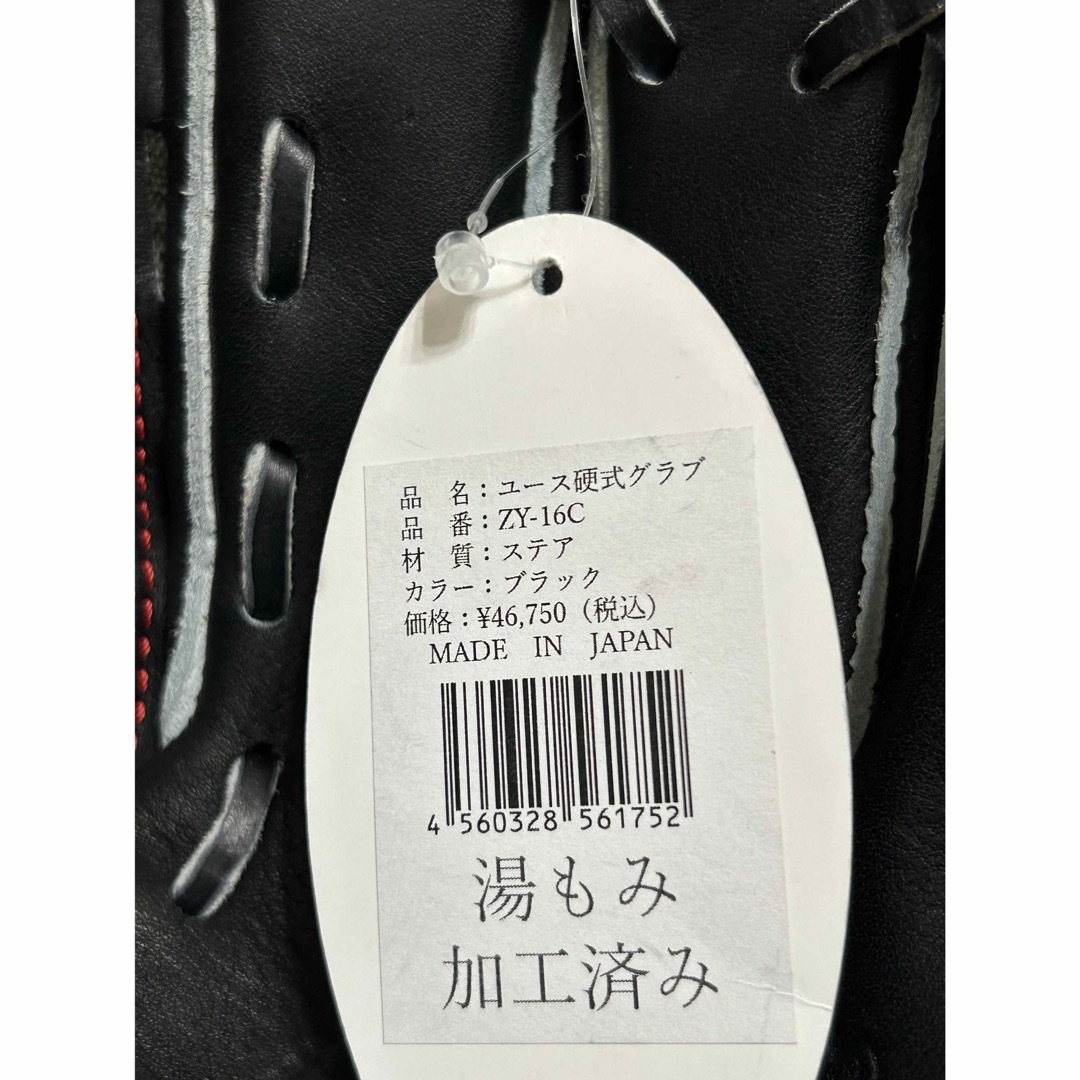 品　名：ユース硬式グラブ
品　番：ZY-16C
材　質：ステア
カラー：ブラック
価格：¥46,750（税込）
MADE IN JAPAN
4 560328 561752
湯もみ
加工済み